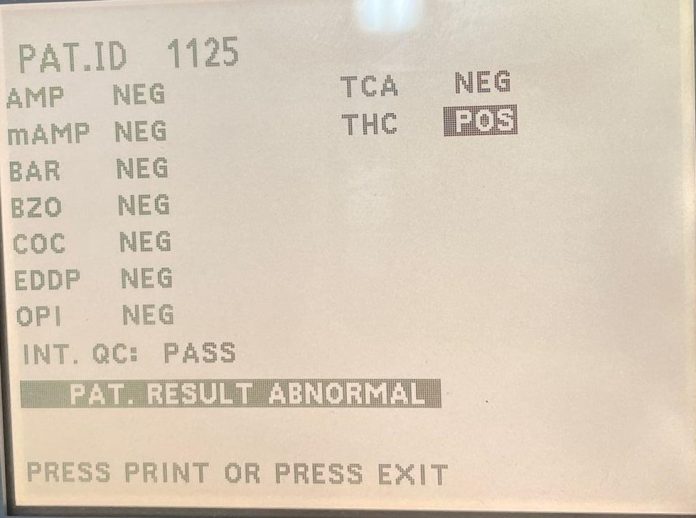 PAT.ID 1125
AMP NEG TCA NEG
mAMP NEG THC POS
BAR NEG
BZO NEG
COC NEG
EDDP NEG
OPI NEG
INT. QC: PASS
PAT. RESULT ABNORMAL
PRESS PRINT OR PRESS EXIT